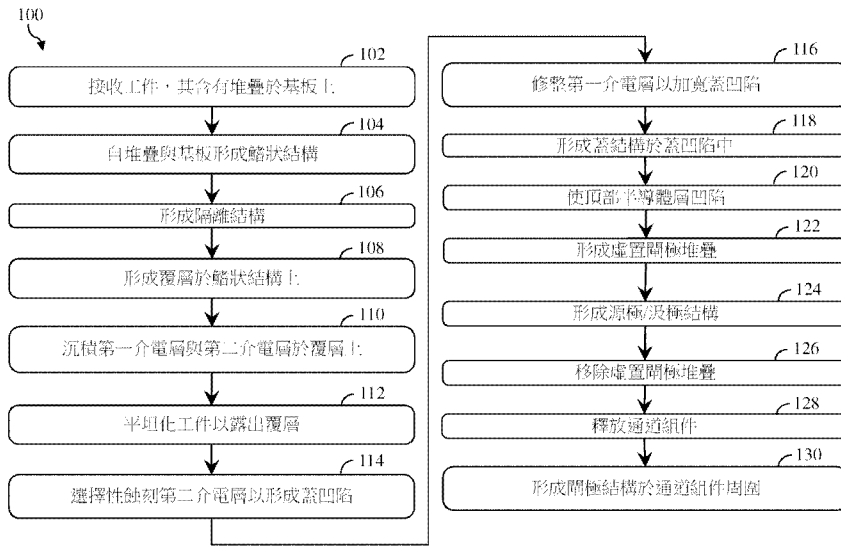 100
102
接收工件，其含有堆疊於基板上
104
自堆疊與基板形成鰭狀結構
106
形成隔離結構
108
形成覆層於鰭狀結構上
110
沉積第一介電層與第二介電層於覆層上
112
平坦化工件以露出覆層
114
選擇性蝕刻第二介電層以形成蓋凹陷
116
修整第一介電層以加寬蓋凹陷
118
形成蓋結構於蓋凹陷中
120
使頂部半導體層凹陷
122
形成虛置閘極堆疊
124
形成源極/汲極結構
126
移除虛置閘極堆疊
128
釋放通道組件
130
形成閘極結構於通道組件周圍